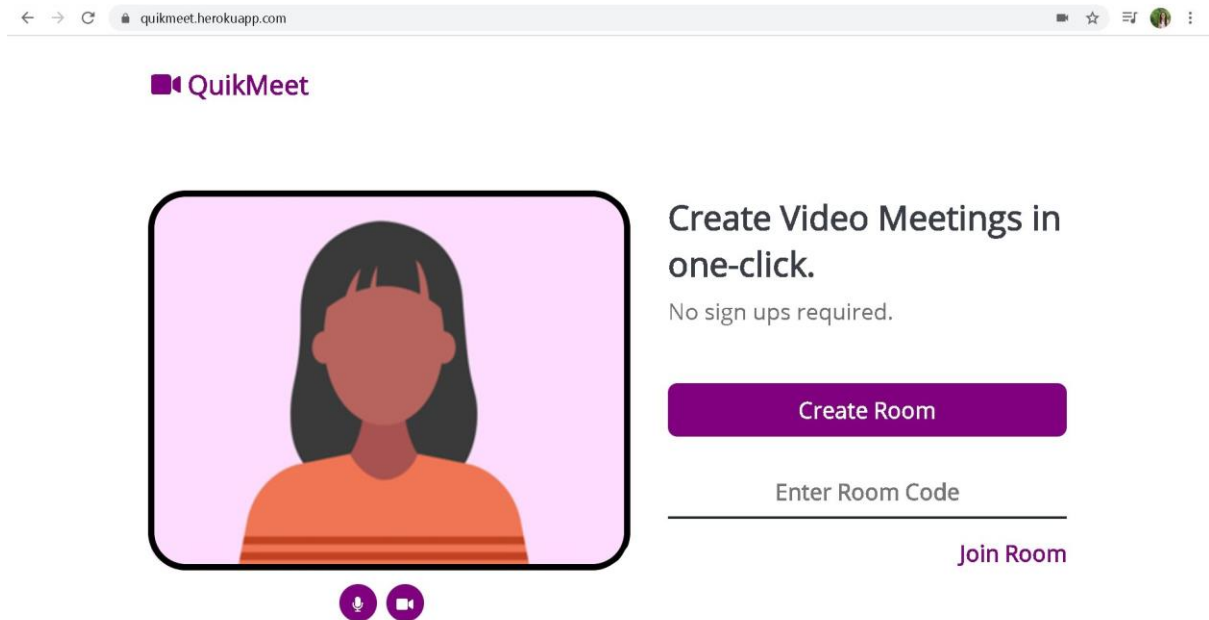 quikmeet.herokuapp.com
QuikMeet
Create Video Meetings in
one-click.
No sign ups required.
Create Room
Enter Room Code
Join Room